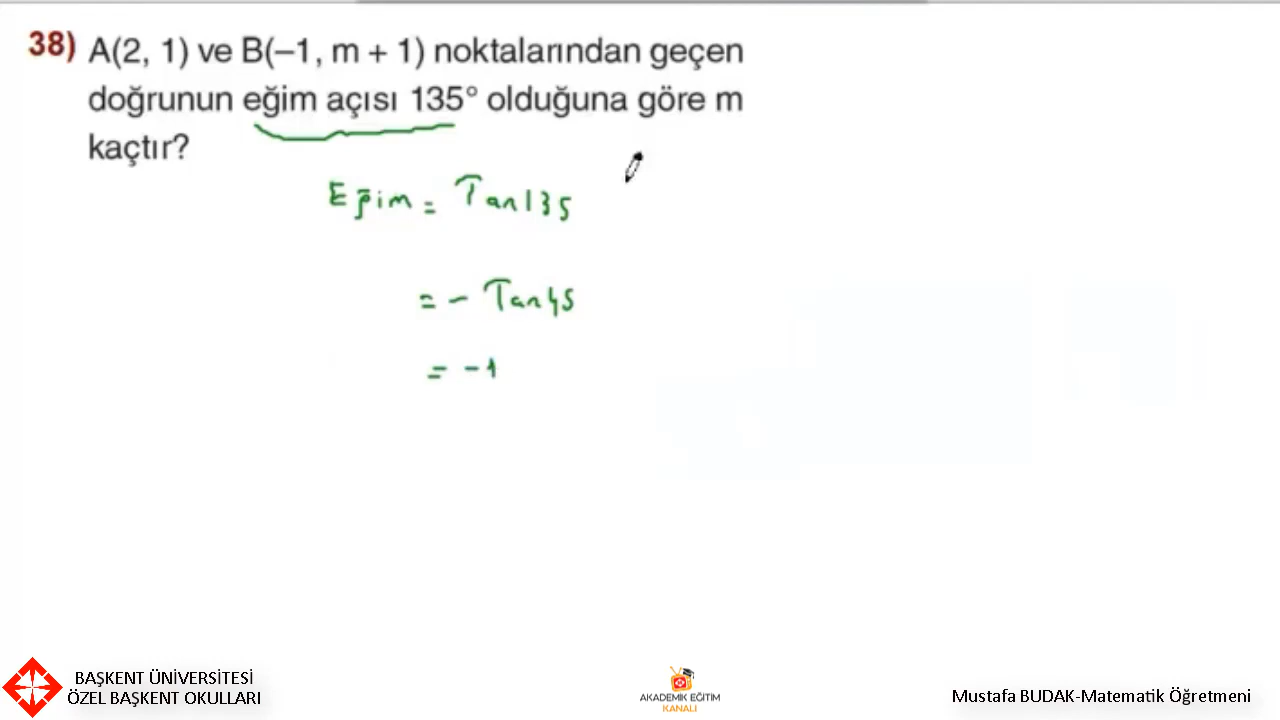 38) A(2, 1) ve B(–1, m + 1) noktalarından geçen
doğrunun eğim açısı 135° olduğuna göre m
kaçtır?
Eğim = Tan135
= - Tan45
= -1
BAŞKENT ÜNİVERSİTESİ
ÖZEL BAŞKENT OKULLARI
AKADEMİK EĞİTİM
KANALI
Mustafa BUDAK-Matematik Öğretmeni